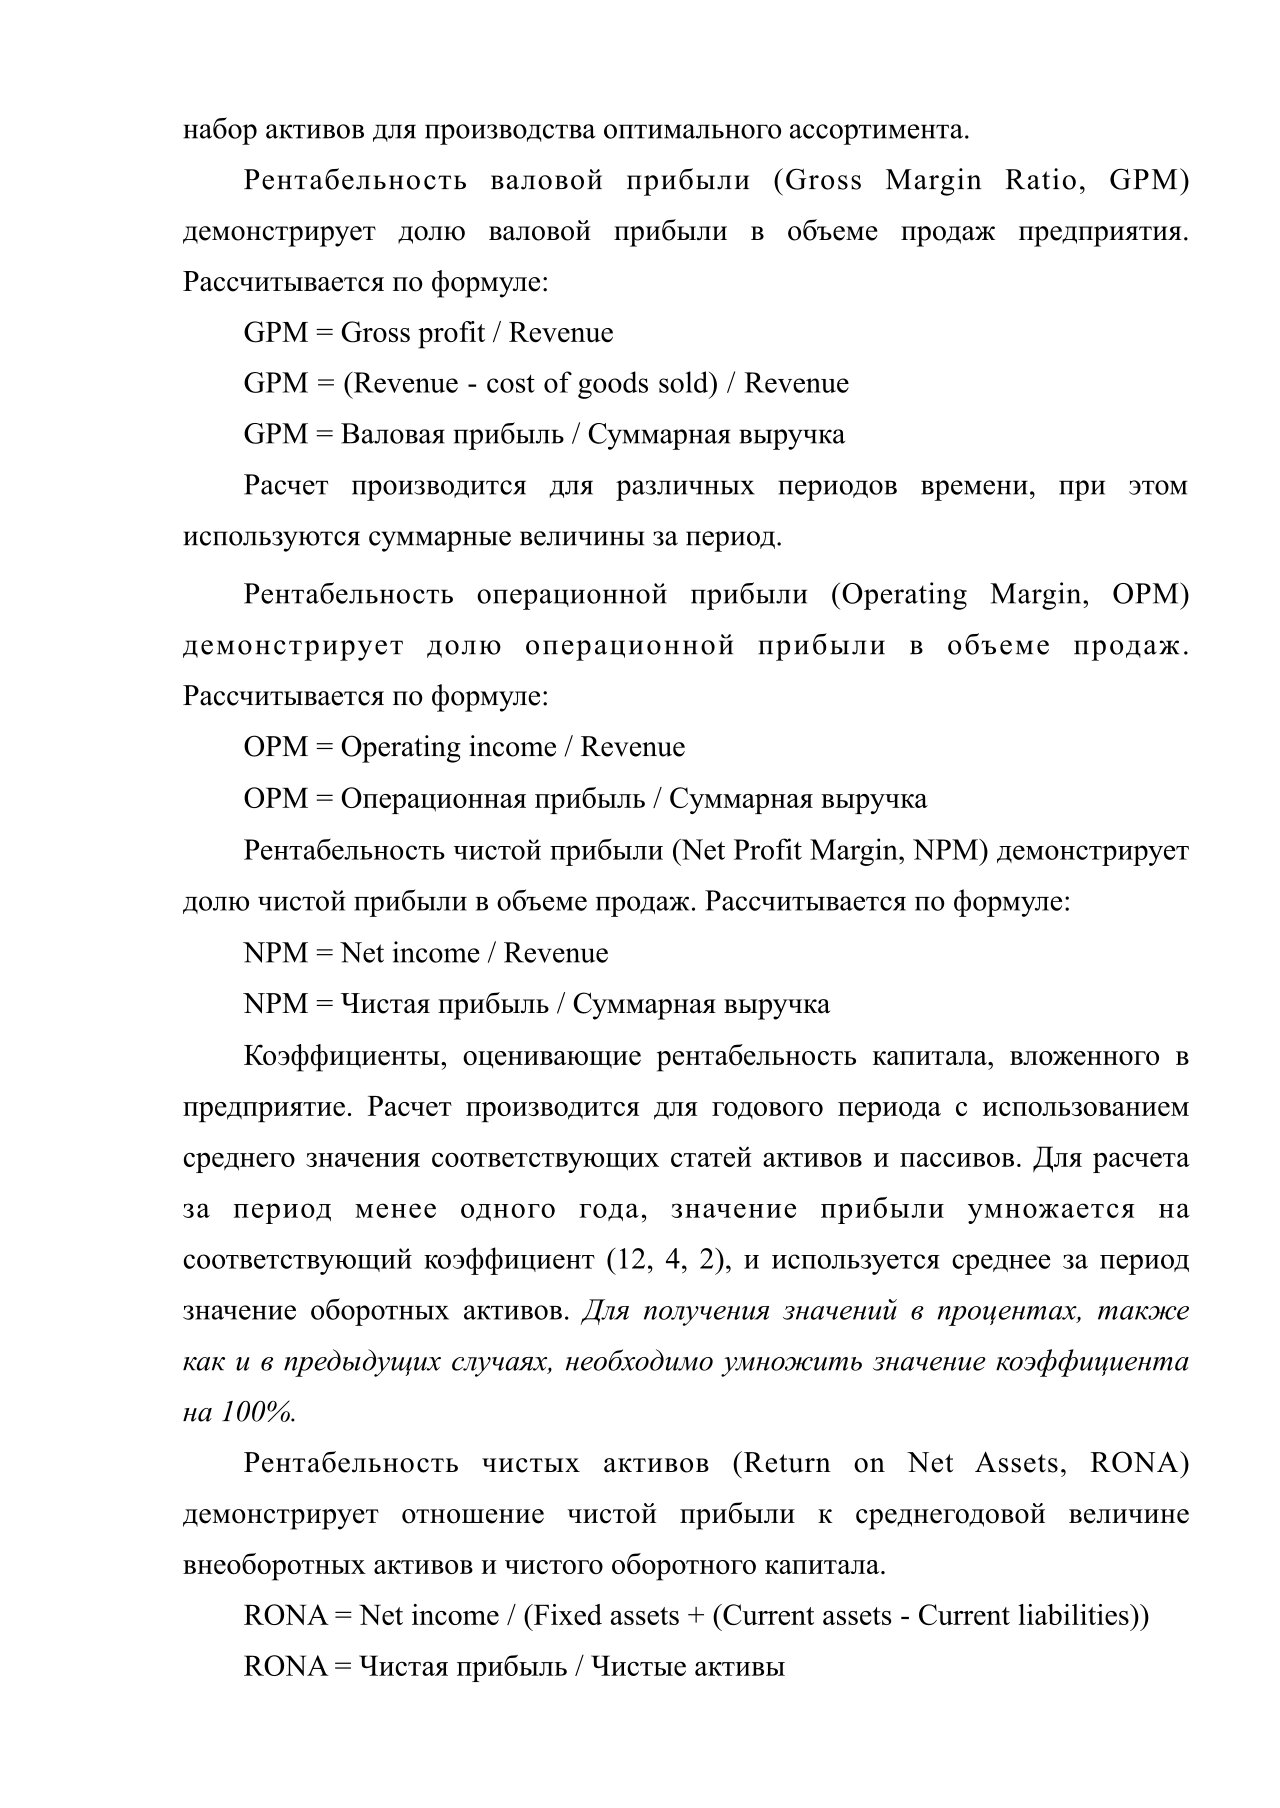 набор активов для производства оптимального ассортимента.
Рентабельность валовой прибыли (Gross Margin Ratio, GPM)
демонстрирует долю валовой прибыли в объеме продаж предприятия.
Рассчитывается по формуле:
GPM = Gross profit / Revenue
GPM = (Revenue - cost of goods sold) / Revenue
GPM = Валовая прибыль / Суммарная выручка
Расчет производится для различных периодов времени, при этом
используются суммарные величины за период.
Рентабельность операционной прибыли (Operating Margin, OPM)
демонстрирует долю операционной прибыли в объеме продаж.
Рассчитывается по формуле:
OPM = Operating income / Revenue
OPM = Операционная прибыль / Суммарная выручка
Рентабельность чистой прибыли (Net Profit Margin, NPM) демонстрирует
долю чистой прибыли в объеме продаж. Рассчитывается по формуле:
NPM = Net income / Revenue
NPM = Чистая прибыль / Суммарная выручка
Коэффициенты, оценивающие рентабельность капитала, вложенного в
предприятие. Расчет производится для годового периода с использованием
среднего значения соответствующих статей активов и пассивов. Для расчета
за период менее одного года, значение прибыли умножается на
соответствующий коэффициент (12, 4, 2), и используется среднее за период
значение оборотных активов. Для получения значений в процентах, также
как и в предыдущих случаях, необходимо умножить значение коэффициента
на 100%.
Рентабельность чистых активов (Return on Net Assets, RONA)
демонстрирует отношение чистой прибыли к среднегодовой величине
внеоборотных активов и чистого оборотного капитала.
RONA = Net income / (Fixed assets + (Current assets - Current liabilities))
RONA = Чистая прибыль / Чистые активы